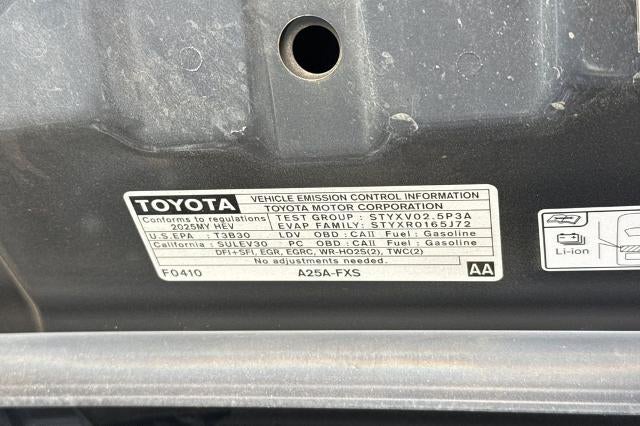 TOYOTA VEHICLE EMISSION CONTROL INFORMATION
TOYOTA MOTOR CORPORATION
Conforms to regulations TEST GROUP : STYXV02.5P3A
2025MY HEV EVAP FAMILY: STYXR0165J72
U.S.EPA : T3B30 LDV OBD : CAII Fuel : Gasoline
California : SULEV30 PC OBD : CAII Fuel : Gasoline
DFI+SFI, EGR, EGRC, WR-HO2S(2), TWC(2)
No adjustments needed.
F0410 A25A-FXS AA
Li-ion